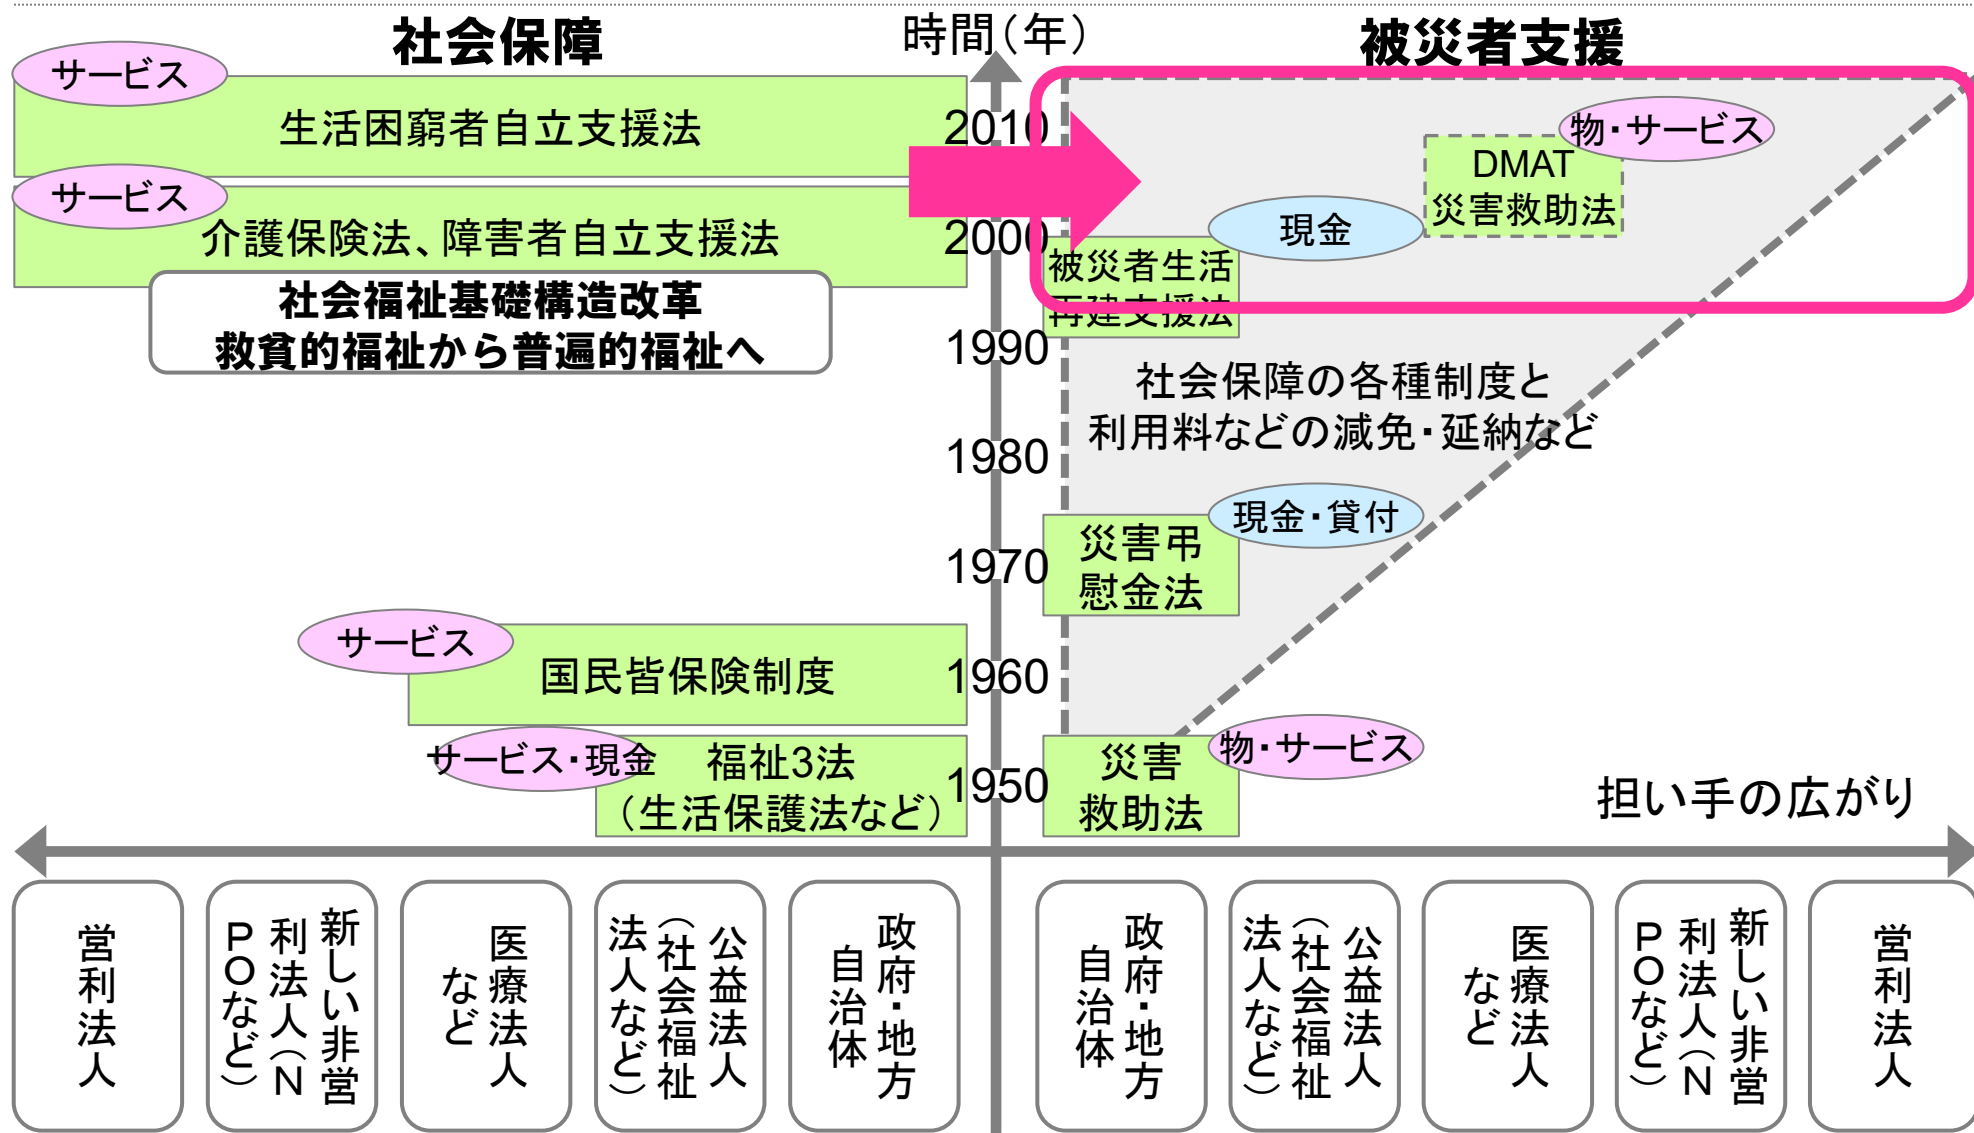 社会保障
時間（年）
被災者支援
サービス
生活困窮者自立支援法
サービス
介護保険法、障害者自立支援法
社会福祉基礎構造改革
救貧的福祉から普遍的福祉へ
サービス
国民皆保険制度
サービス・現金
福祉3法
（生活保護法など）
2010
2000
1990
1980
1970
1960
1950
物・サービス
DMAT
災害救助法
現金
被災者生活
再建支援法
社会保障の各種制度と
利用料などの減免・延納など
現金・貸付
災害弔
慰金法
物・サービス
災害
救助法
担い手の広がり
営利法人
新しい非営
利法人（Ｎ
ＰＯなど）
医療法人
など
公益法人
（社会福祉
法人など）
政府・地方
自治体
政府・地方
自治体
公益法人
（社会福祉
法人など）
医療法人
など
新しい非営
利法人（Ｎ
ＰＯなど）
営利法人